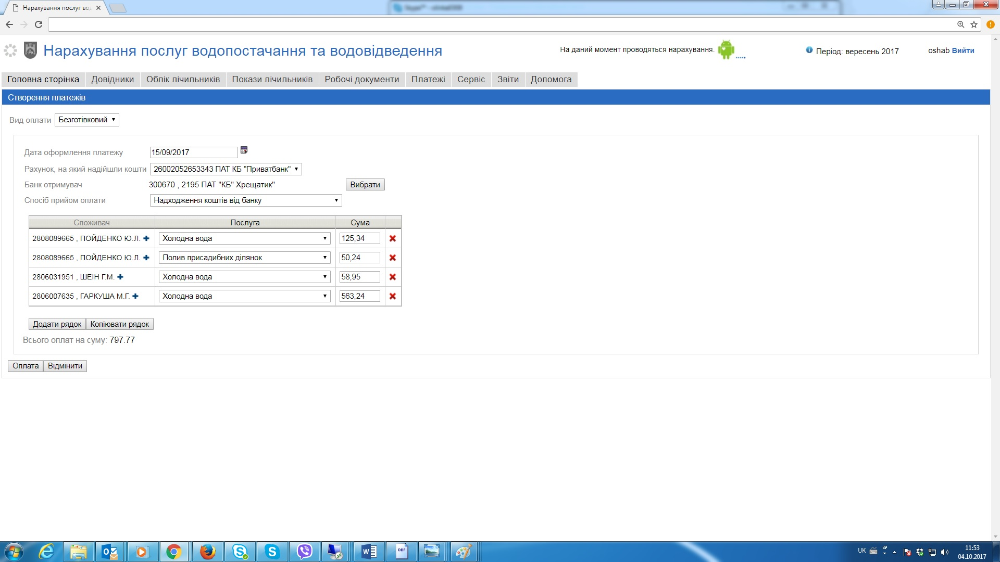 Нарахування послуг во
Нарахування послуг водопостачання та водовідведення
На даний момент проводяться нарахування.
Період: вересень 2017
oshab Вийти
Головна сторінка Довідники Облік лічильників Покази лічильників Робочі документи Платежі Сервіс Звіти Допомога
Створення платежів
Вид оплати Безготівковий
Дата оформлення платежу 15/09/2017
Рахунок, на який надійшли кошти 26002052653343 ПАТ КБ "Приватбанк"
Банк отримувач 300670 , 2195 ПАТ "КБ" Хрещатик" Вибрати
Спосіб прийом оплати Надходження коштів від банку
Споживач Послуга Сума
2808089665 , ПОЙДЕНКО Ю.Л. Холодна вода 125,34
2808089665 , ПОЙДЕНКО Ю.Л. Полив присадибних ділянок 50,24
2806031951 , ШЕІН Г.М. Холодна вода 58,95
2806007635 , ГАРКУША М.Г. Холодна вода 563,24
Додати рядок Копіювати рядок
Всього оплат на суму: 797.77
Оплата Відмінити
DBF
UK
11:53
04.10.2017